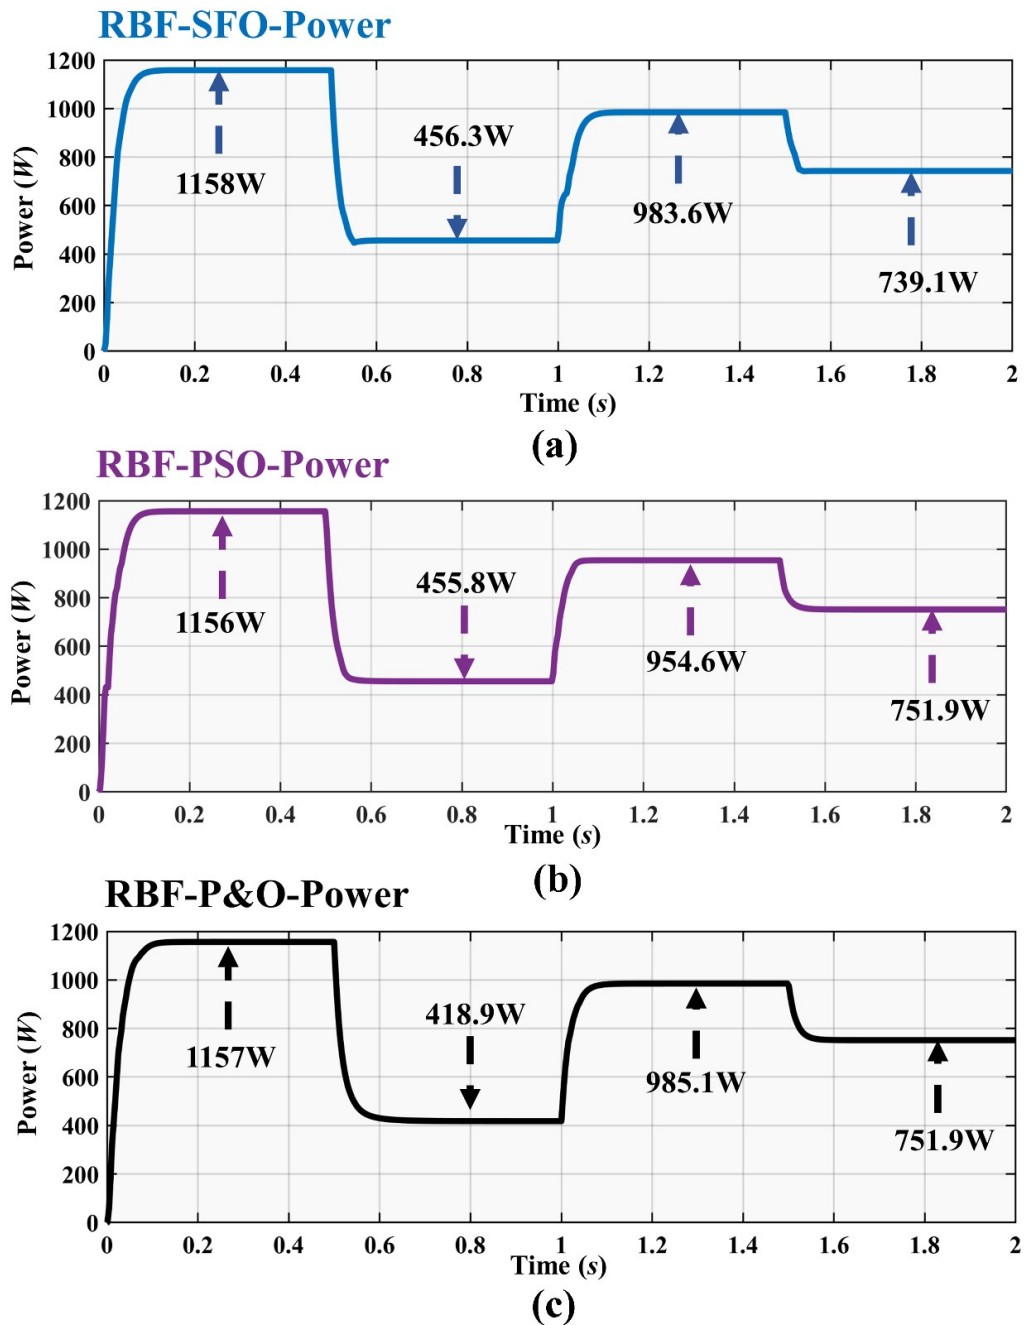 RBF-SFO-Power
1200
1000
800
600
400
200
0
Power (W)
1158W
456.3W
983.6W
739.1W
0 0.2 0.4 0.6 0.8 1 1.2 1.4 1.6 1.8 2
Time (s)
(a)
RBF-PSO-Power
1200
1000
800
600
400
200
0
Power (W)
1156W
455.8W
954.6W
751.9W
0 0.2 0.4 0.6 0.8 1 1.2 1.4 1.6 1.8 2
Time (s)
(b)
RBF-P&O-Power
1200
1000
800
600
400
200
0
Power (W)
1157W
418.9W
985.1W
751.9W
0 0.2 0.4 0.6 0.8 1 1.2 1.4 1.6 1.8 2
Time (s)
(c)